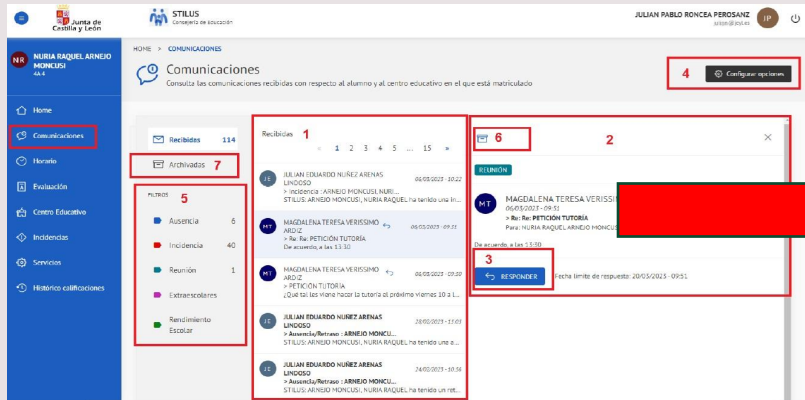 Junta de
Castilla y León
STILUS
Consejería de Educación
JULIAN PABLO RONCEA PEROSANZ
JP
NR
NURIA RAQUEL ARNEJO
MONCUSI
4A 4
Home
Comunicaciones
Horario
Evaluación
Centro Educativo
Incidencias
Servicios
Histórico calificaciones
HOME > COMUNICACIONES
Comunicaciones
Consulta las comunicaciones recibidas con respecto al alumno y al centro educativo en el que está matriculado
4
Configurar opciones
Recibidas 114
Archivadas 7
FILTROS 5
Ausencia 6
Incidencia 40
Reunión 1
Extraescolares
Rendimiento
Escolar
Recibidas 1
« 1 2 3 4 5 ... 15 »
JE
JULIAN EDUARDO NUÑEZ ARENAS
LINDOSO
06/03/2023 - 10:22
> Incidencia : ARNEJO MONCUSI, NURI...
STILUS: ARNEJO MONCUSI, NURIA RAQUEL ha tenido una in...
MT
MAGDALENA TERESA VERISSIMO
ARDIZ
06/03/2023 - 09:51
> Re: Re: PETICIÓN TUTORÍA
De acuerdo, a las 13:30
MT
MAGDALENA TERESA VERISSIMO
ARDIZ
06/03/2023 - 09:50
> PETICIÓN TUTORÍA
¿Qué tal les viene hacer la tutoría el próximo viernes 10 a l...
JE
JULIAN EDUARDO NUÑEZ ARENAS
LINDOSO
28/02/2023 - 13:03
> Ausencia/Retraso : ARNEJO MONCU...
STILUS: ARNEJO MONCUSI, NURIA RAQUEL ha tenido una a...
JE
JULIAN EDUARDO NUÑEZ ARENAS
LINDOSO
24/02/2023 - 10:58
> Ausencia/Retraso : ARNEJO MONCU...
STILUS: ARNEJO MONCUSI, NURIA RAQUEL ha tenido un ret...
6
2
REUNIÓN
MT
MAGDALENA TERESA
06/03/2023 - 09:51
> Re: Re: PETICIÓN TUTORÍA
Para: NURIA RAQUEL ARNEJO
De acuerdo, a las 13:30
3
RESPONDER
Fecha límite de respuesta: 20/03/2023 - 09:51